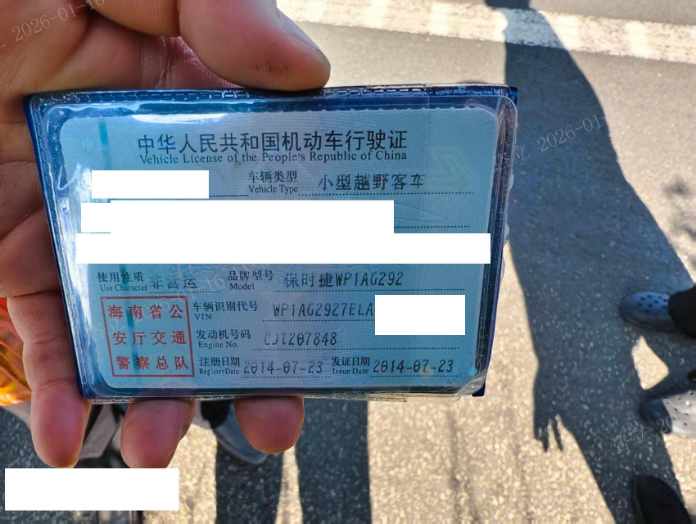 2026-01-16
中华人民共和国机动车行驶证
Vehicle License of the People's Republic of China
车辆类型 小型越野客车
Vehicle Type
使用性质 非营运 品牌型号 保时捷WP1AG292
Use Character Model
海南省公
安厅交通
警察总队
车辆识别代号 WP1AG2927ELA
VIN
发动机号码 CJT207848
Engine No.
注册日期 2014-07-23 发证日期 2014-07-23
Register Date Issue Date